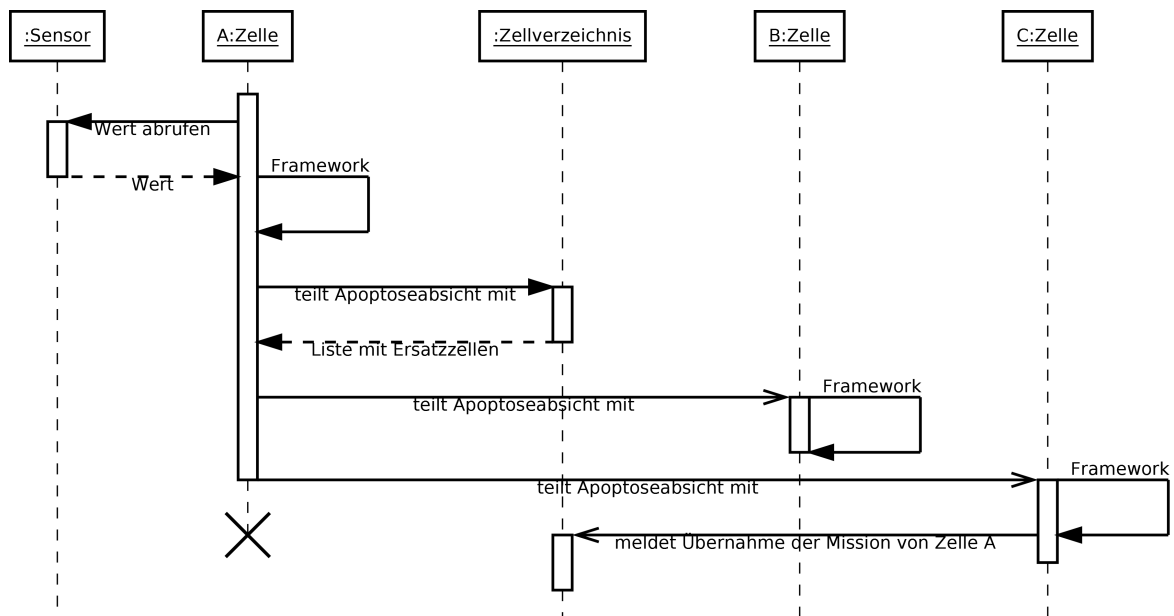 :Sensor
A:Zelle
:Zellverzeichnis
B:Zelle
C:Zelle
Wert abrufen
Framework
Wert
teilt Apoptoseabsicht mit
Liste mit Ersatzzellen
Framework
teilt Apoptoseabsicht mit
Framework
teilt Apoptoseabsicht mit
meldet Übernahme der Mission von Zelle A